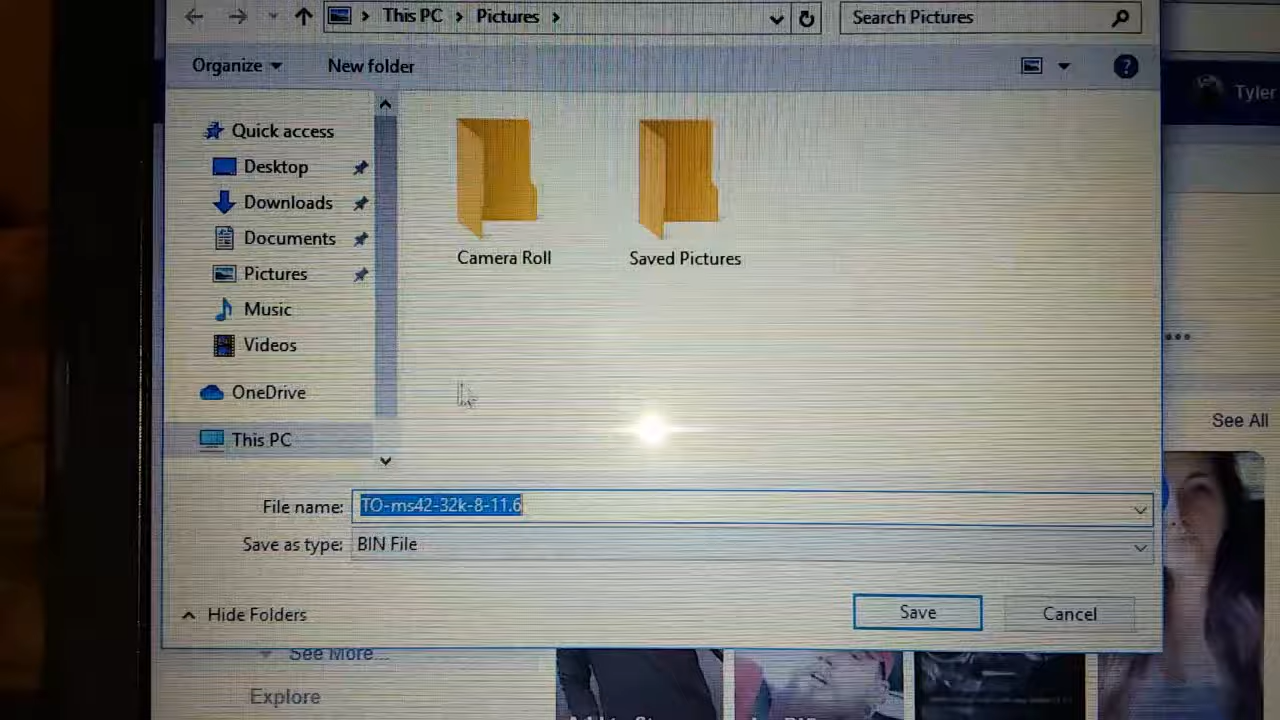 This PC > Pictures >
Search Pictures
Organize
New folder
Tyler
Quick access
Desktop
Downloads
Documents
Pictures
Music
Videos
OneDrive
This PC
Camera Roll
Saved Pictures
See All
File name: TO-ms42-32k-8-11.6
Save as type: BIN File
Hide Folders
Save
Cancel
See More...
Explore